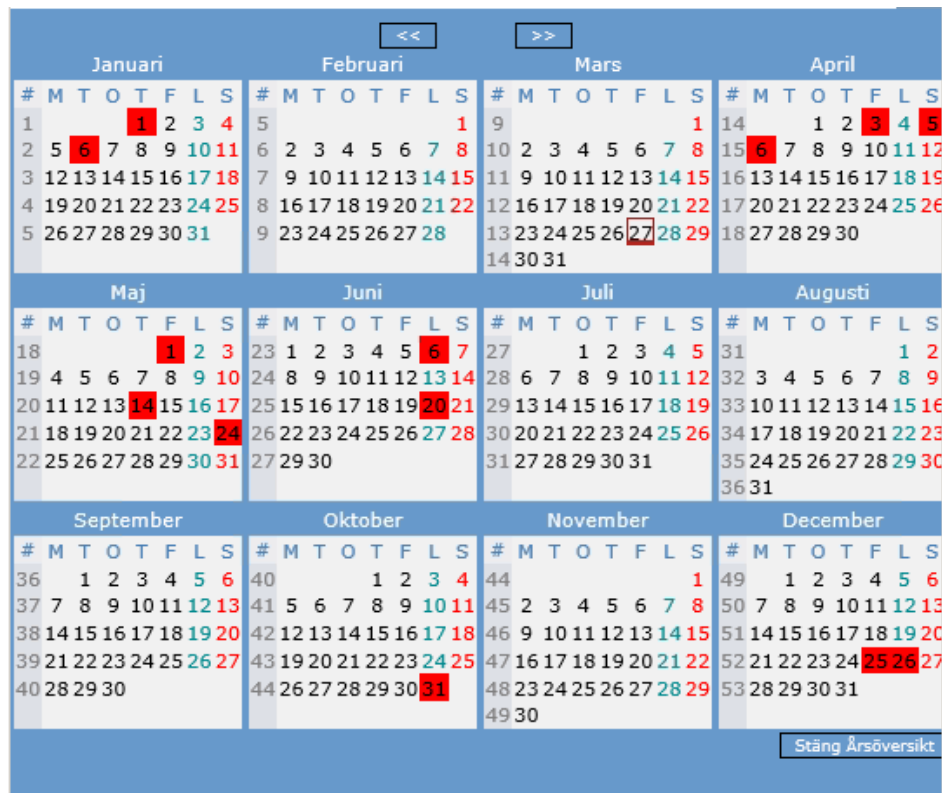 << >>
Januari Februari Mars April
# M T O T F L S # M T O T F L S # M T O T F L S # M T O T F L S
1 1 2 3 4 5 1 9 1 14 1 2 3 4 5
2 5 6 7 8 9 10 11 6 2 3 4 5 6 7 8 10 2 3 4 5 6 7 8 15 6 7 8 9 10 11 12
3 12 13 14 15 16 17 18 7 9 10 11 12 13 14 15 11 9 10 11 12 13 14 15 16 13 14 15 16 17 18 19
4 19 20 21 22 23 24 25 8 16 17 18 19 20 21 22 12 16 17 18 19 20 21 22 17 20 21 22 23 24 25 26
5 26 27 28 29 30 31 9 23 24 25 26 27 28 13 23 24 25 26 27 28 29 18 27 28 29 30
14 30 31
Maj Juni Juli Augusti
# M T O T F L S # M T O T F L S # M T O T F L S # M T O T F L S
18 1 2 3 23 1 2 3 4 5 6 7 27 1 2 3 4 5 31 1 2
19 4 5 6 7 8 9 10 24 8 9 10 11 12 13 14 28 6 7 8 9 10 11 12 32 3 4 5 6 7 8 9
20 11 12 13 14 15 16 17 25 15 16 17 18 19 20 21 29 13 14 15 16 17 18 19 33 10 11 12 13 14 15 16
21 18 19 20 21 22 23 24 26 22 23 24 25 26 27 28 30 20 21 22 23 24 25 26 34 17 18 19 20 21 22 23
22 25 26 27 28 29 30 31 27 29 30 31 27 28 29 30 31 35 24 25 26 27 28 29 30
36 31
September Oktober November December
# M T O T F L S # M T O T F L S # M T O T F L S # M T O T F L S
36 1 2 3 4 5 6 40 1 2 3 4 44 1 49 1 2 3 4 5 6
37 7 8 9 10 11 12 13 41 5 6 7 8 9 10 11 45 2 3 4 5 6 7 8 50 7 8 9 10 11 12 13
38 14 15 16 17 18 19 20 42 12 13 14 15 16 17 18 46 9 10 11 12 13 14 15 51 14 15 16 17 18 19 20
39 21 22 23 24 25 26 27 43 19 20 21 22 23 24 25 47 16 17 18 19 20 21 22 52 21 22 23 24 25 26 27
40 28 29 30 44 26 27 28 29 30 31 48 23 24 25 26 27 28 29 53 28 29 30 31
49 30
Stäng Årsöversikt